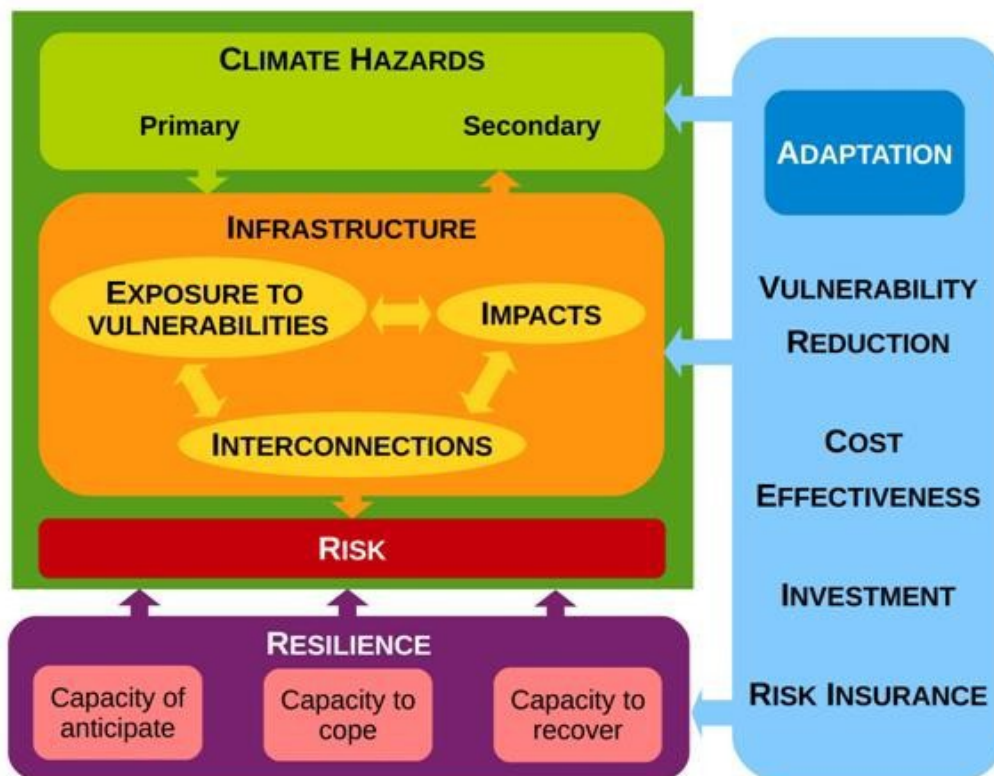 CLIMATE HAZARDS
Primary
Secondary
INFRASTRUCTURE
EXPOSURE TO
VULNERABILITIES
IMPACTS
INTERCONNECTIONS
RISK
RESILIENCE
Capacity of
anticipate
Capacity to
cope
Capacity to
recover
ADAPTATION
VULNERABILITY
REDUCTION
COST
EFFECTIVENESS
INVESTMENT
RISK INSURANCE